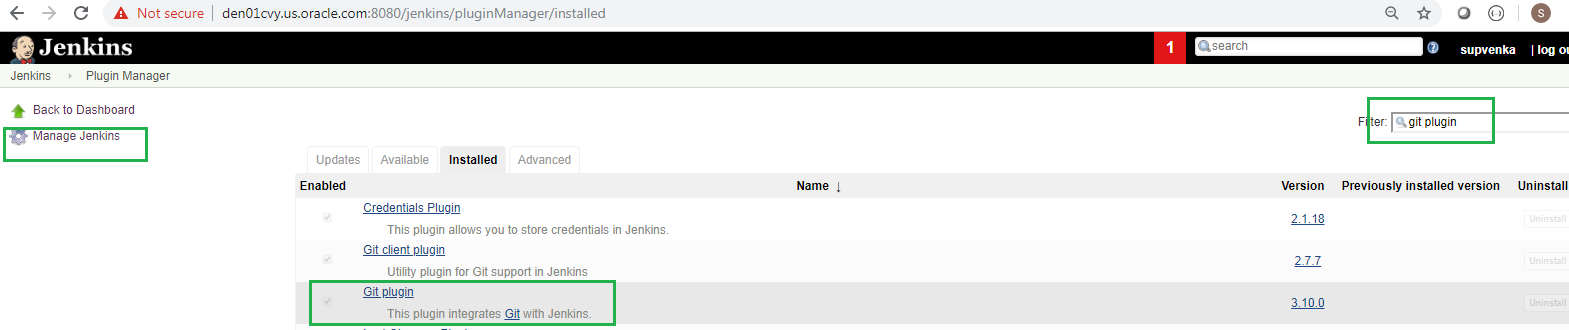 Not secure | den01cvy.us.oracle.com:8080/jenkins/pluginManager/installed
S
Jenkins
1
search
supvenka
| log ou
Jenkins
Plugin Manager
Back to Dashboard
Manage Jenkins
Filter:
git plugin
Updates
Available
Installed
Advanced
Enabled
Name ↓
Version
Previously installed version
Uninstall
Credentials Plugin
This plugin allows you to store credentials in Jenkins.
2.1.18
Uninstall
Git client plugin
Utility plugin for Git support in Jenkins
2.7.7
Uninstall
Git plugin
This plugin integrates Git with Jenkins.
3.10.0
Uninstall